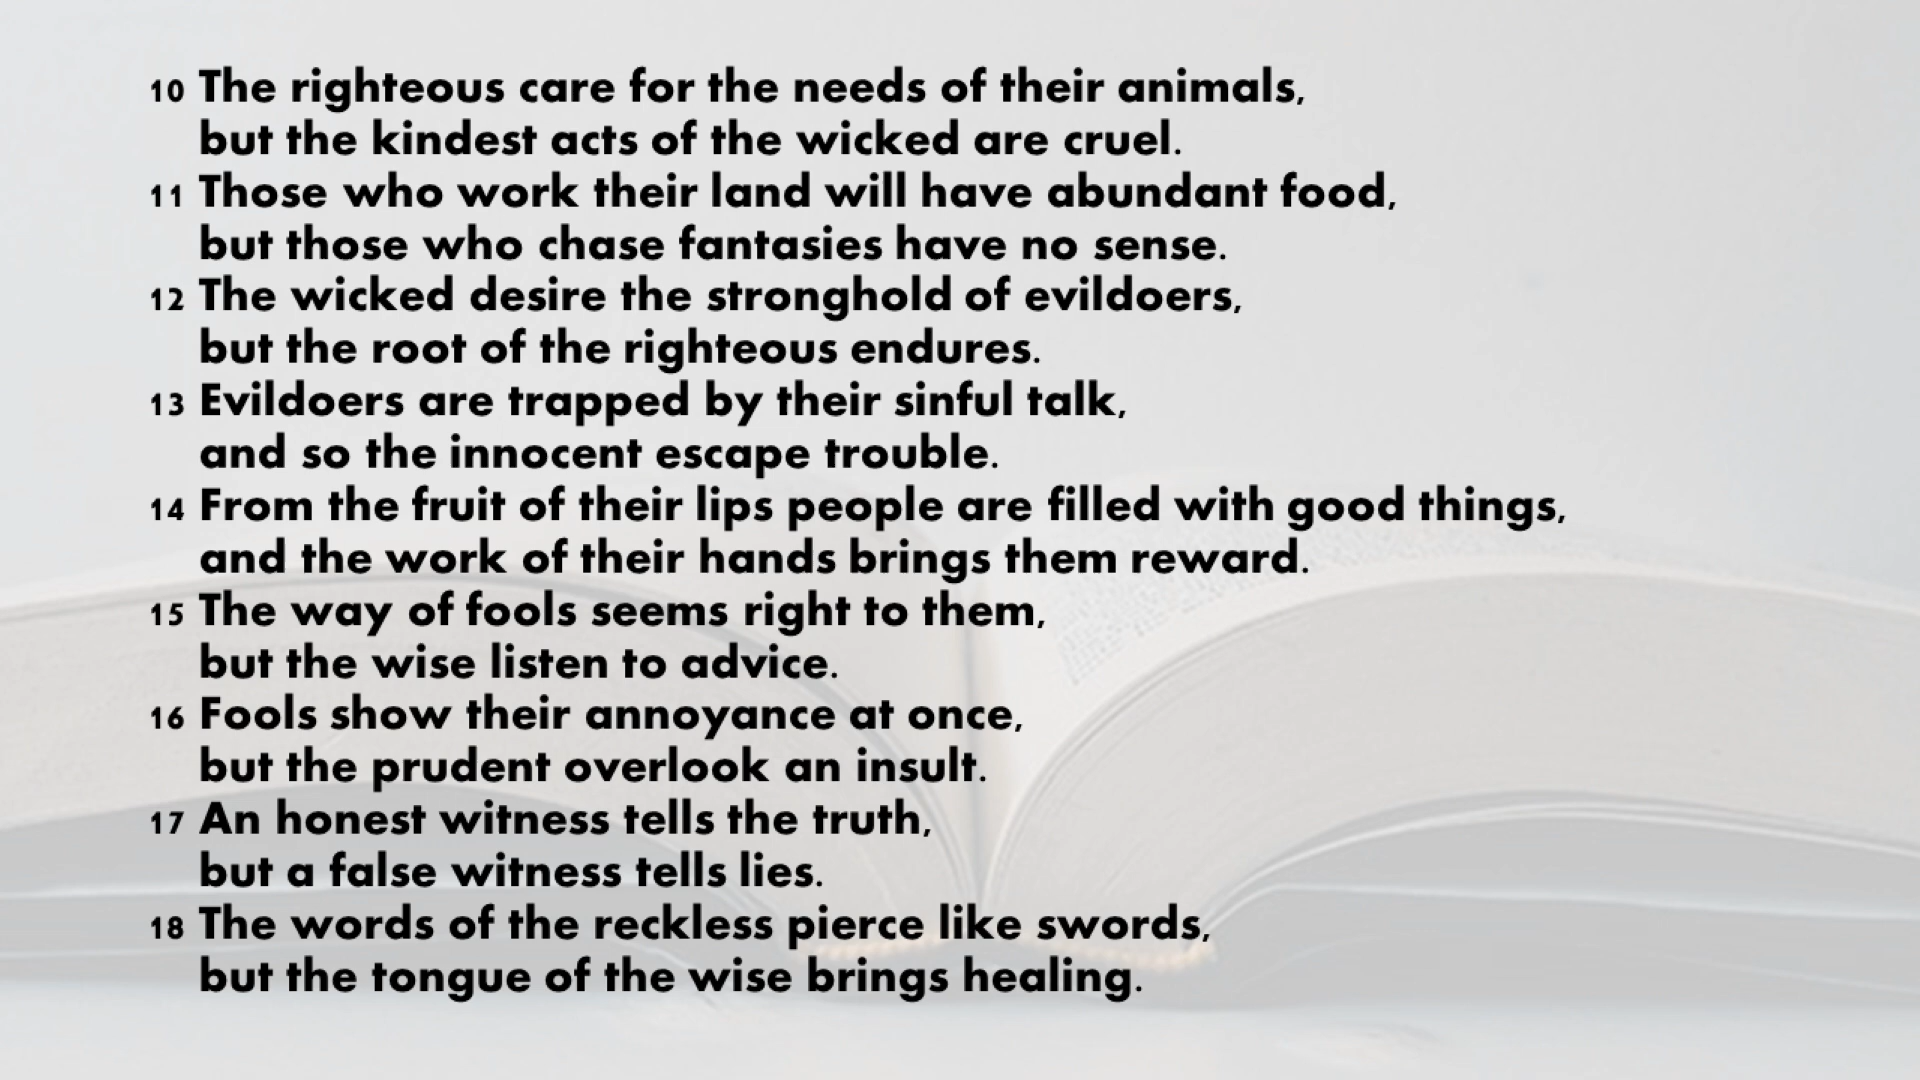 10 The righteous care for the needs of their animals,
but the kindest acts of the wicked are cruel.
11 Those who work their land will have abundant food,
but those who chase fantasies have no sense.
12 The wicked desire the stronghold of evildoers,
but the root of the righteous endures.
13 Evildoers are trapped by their sinful talk,
and so the innocent escape trouble.
14 From the fruit of their lips people are filled with good things,
and the work of their hands brings them reward.
15 The way of fools seems right to them,
but the wise listen to advice.
16 Fools show their annoyance at once,
but the prudent overlook an insult.
17 An honest witness tells the truth,
but a false witness tells lies.
18 The words of the reckless pierce like swords,
but the tongue of the wise brings healing.